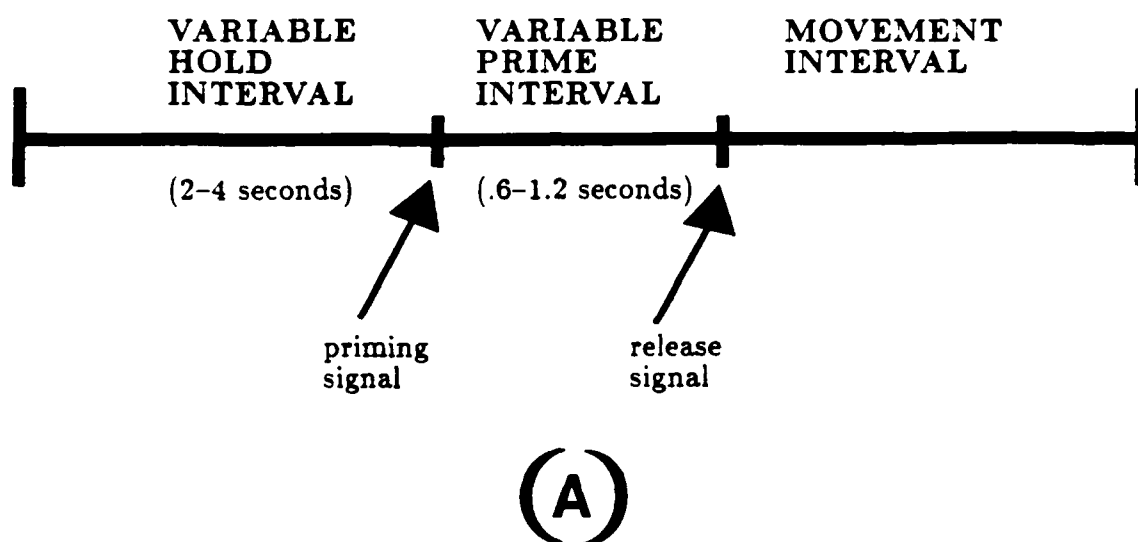 VARIABLE
HOLD
INTERVAL
VARIABLE
PRIME
INTERVAL
MOVEMENT
INTERVAL
(2–4 seconds)
(.6–1.2 seconds)
priming
signal
release
signal
(A)